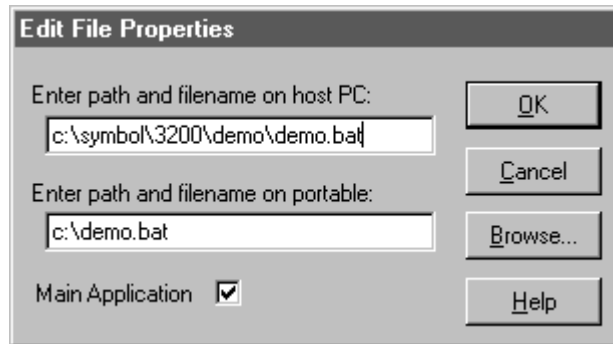 Edit File Properties
Enter path and filename on host PC:
c:\symbol\3200\demo\demo.bat
OK
Cancel
Enter path and filename on portable:
c:\demo.bat
Browse...
Main Application
Help